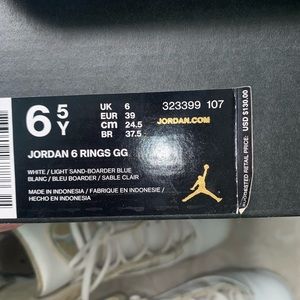 6 5 Y
UK 6
EUR 39
cm 24.5
BR 37.5
323399 107
JORDAN.COM
JORDAN 6 RINGS GG
WHITE / LIGHT SAND-BOARDER BLUE
BLANC / BLEU BOARDER / SABLE CLAIR
MADE IN INDONESIA / FABRIQUE EN INDONESIE /
HECHO EN INDONESIA
SUGGESTED RETAIL PRICE: USD $130.00